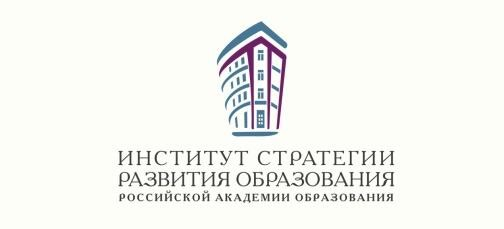 ИНСТИТУТ СТРАТЕГИИ
РАЗВИТИЯ ОБРАЗОВАНИЯ
РОССИЙСКОЙ АКАДЕМИИ ОБРАЗОВАНИЯ